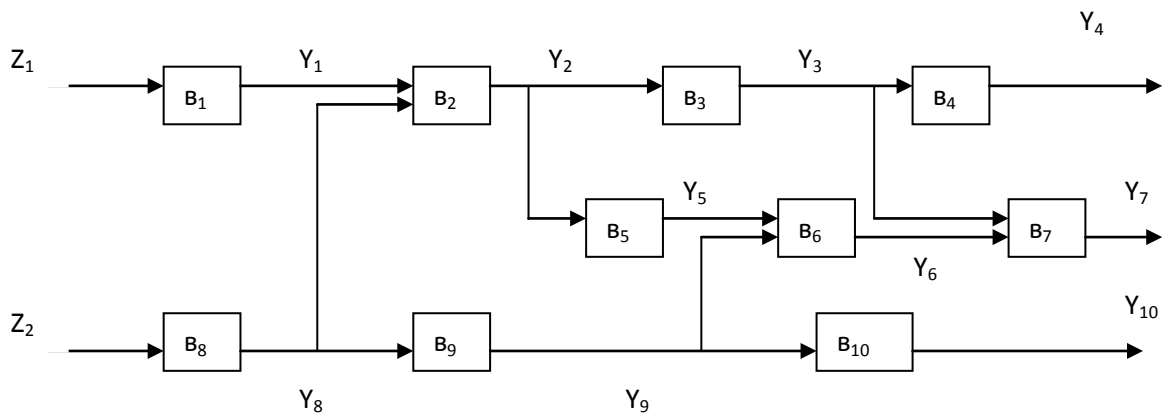 Y₄
Z₁ Y₁ Y₂ Y₃
B₁ B₂ B₃ B₄
Y₅ Y₇
B₅ B₆ B₇
Y₆
Z₂ Y₁₀
B₈ B₉ B₁₀
Y₈ Y₉